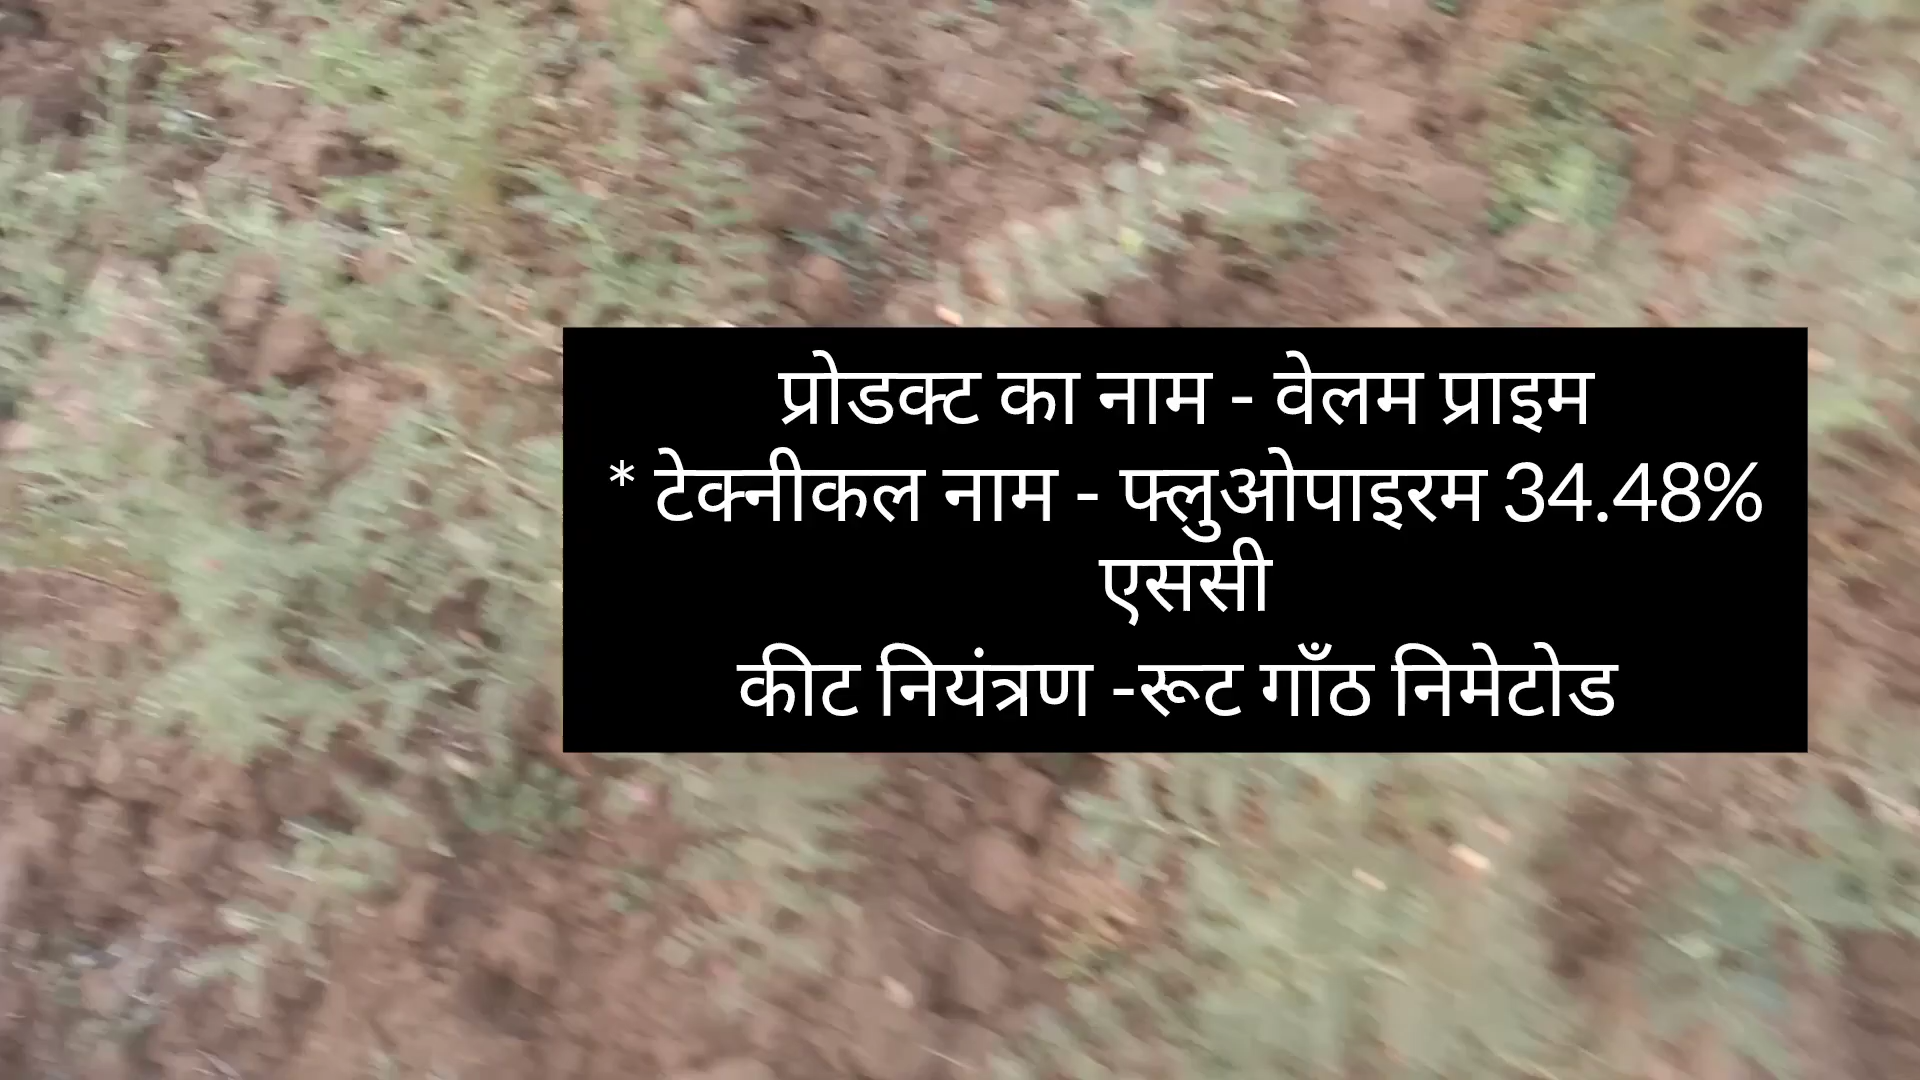 प्रोडक्ट का नाम - वेलम प्राइम
* टेक्नीकल नाम - फ्लुओपाइरम 34.48%
एससी
कीट नियंत्रण -रूट गाँठ निमेटोड